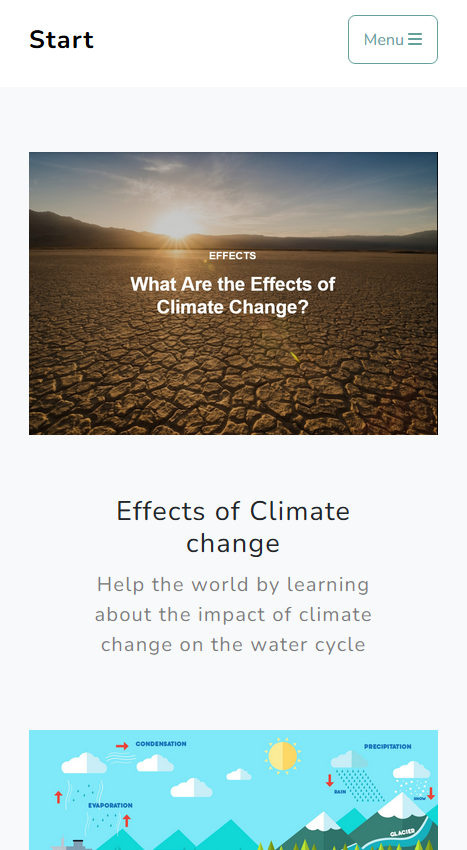 Start
Menu
EFFECTS
What Are the Effects of
Climate Change?
Effects of Climate
change
Help the world by learning
about the impact of climate
change on the water cycle
CONDENSATION
PRECIPITATION
RAIN
SNOW
EVAPORATION
GLACIER